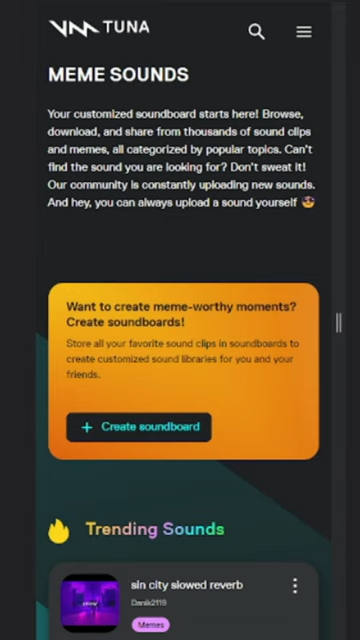 TUNA
MEME SOUNDS
Your customized soundboard starts here! Browse,
download, and share from thousands of sound clips
and memes, all categorized by popular topics. Can't
find the sound you are looking for? Don't sweat it!
Our community is constantly uploading new sounds.
And hey, you can always upload a sound yourself 😎
Want to create meme-worthy moments?
Create soundboards!
Store all your favorite sound clips in soundboards to
create customized sound libraries for you and your
friends.
+ Create soundboard
Trending Sounds
sin city slowed reverb
Danik2119
Memes